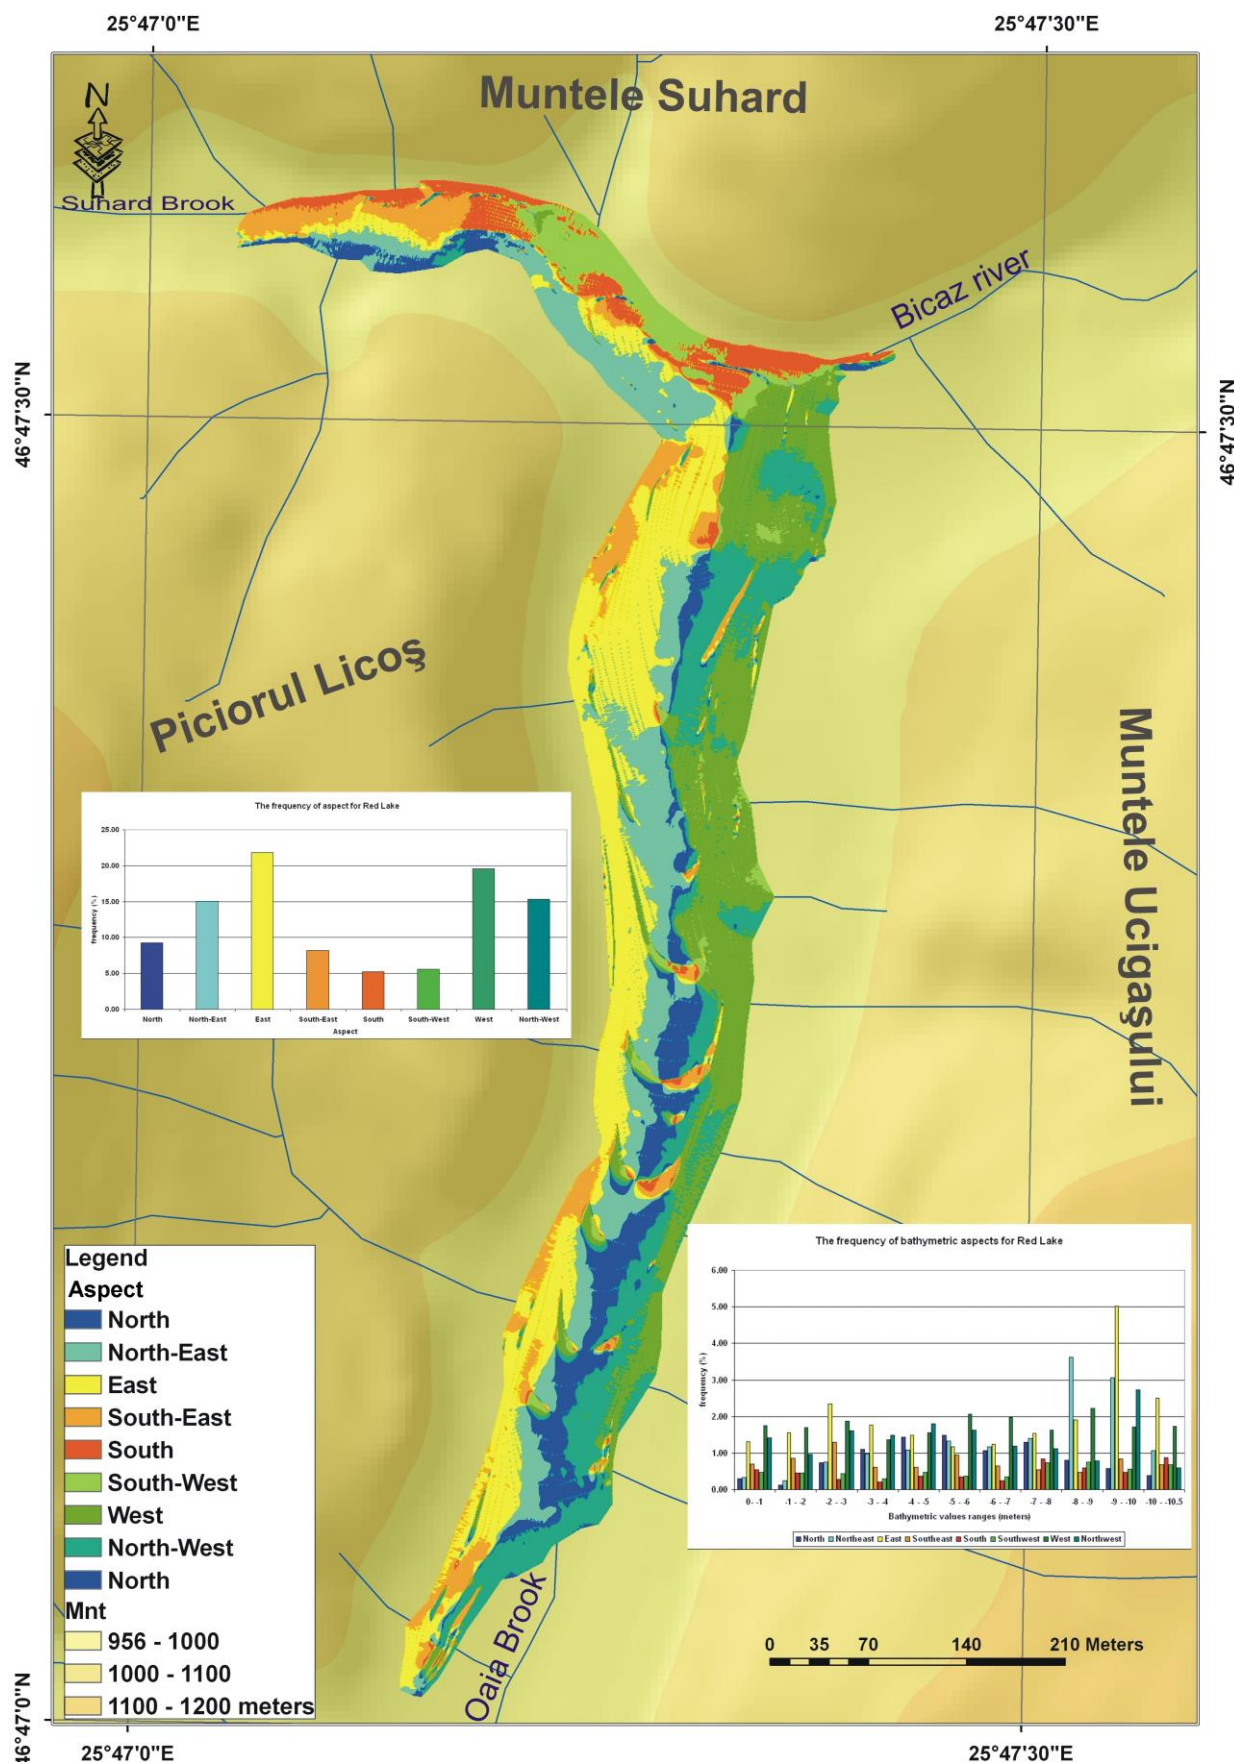 25°47'0"E
25°47'30"E
N
Muntele Suhard
Suhard Brook
Bicaz river
46°47'30"N
46°47'30"N
Piciorul Licoş
Muntele Ucigaşului
The frequency of aspect for Red Lake
25.00
20.00
15.00
10.00
5.00
0.00
frequency (%)
North North-East East South-East South South-West West North-West
Aspect
The frequency of bathymetric aspects for Red Lake
6.00
5.00
4.00
3.00
2.00
1.00
0.00
frequency (%)
0 - -1 -1 - -2 -2 - -3 -3 - -4 -4 - -5 -5 - -6 -6 - -7 -7 - -8 -8 - -9 -9 - -10 -10 - -10.5
Bathymetric values ranges (meters)
North Northeast East Southeast South Southwest West Northwest
Legend
Aspect
North
North-East
East
South-East
South
South-West
West
North-West
North
Mnt
956 - 1000
1000 - 1100
1100 - 1200 meters
Oaia Brook
0 35 70 140 210 Meters
46°47'0"N
25°47'0"E
25°47'30"E